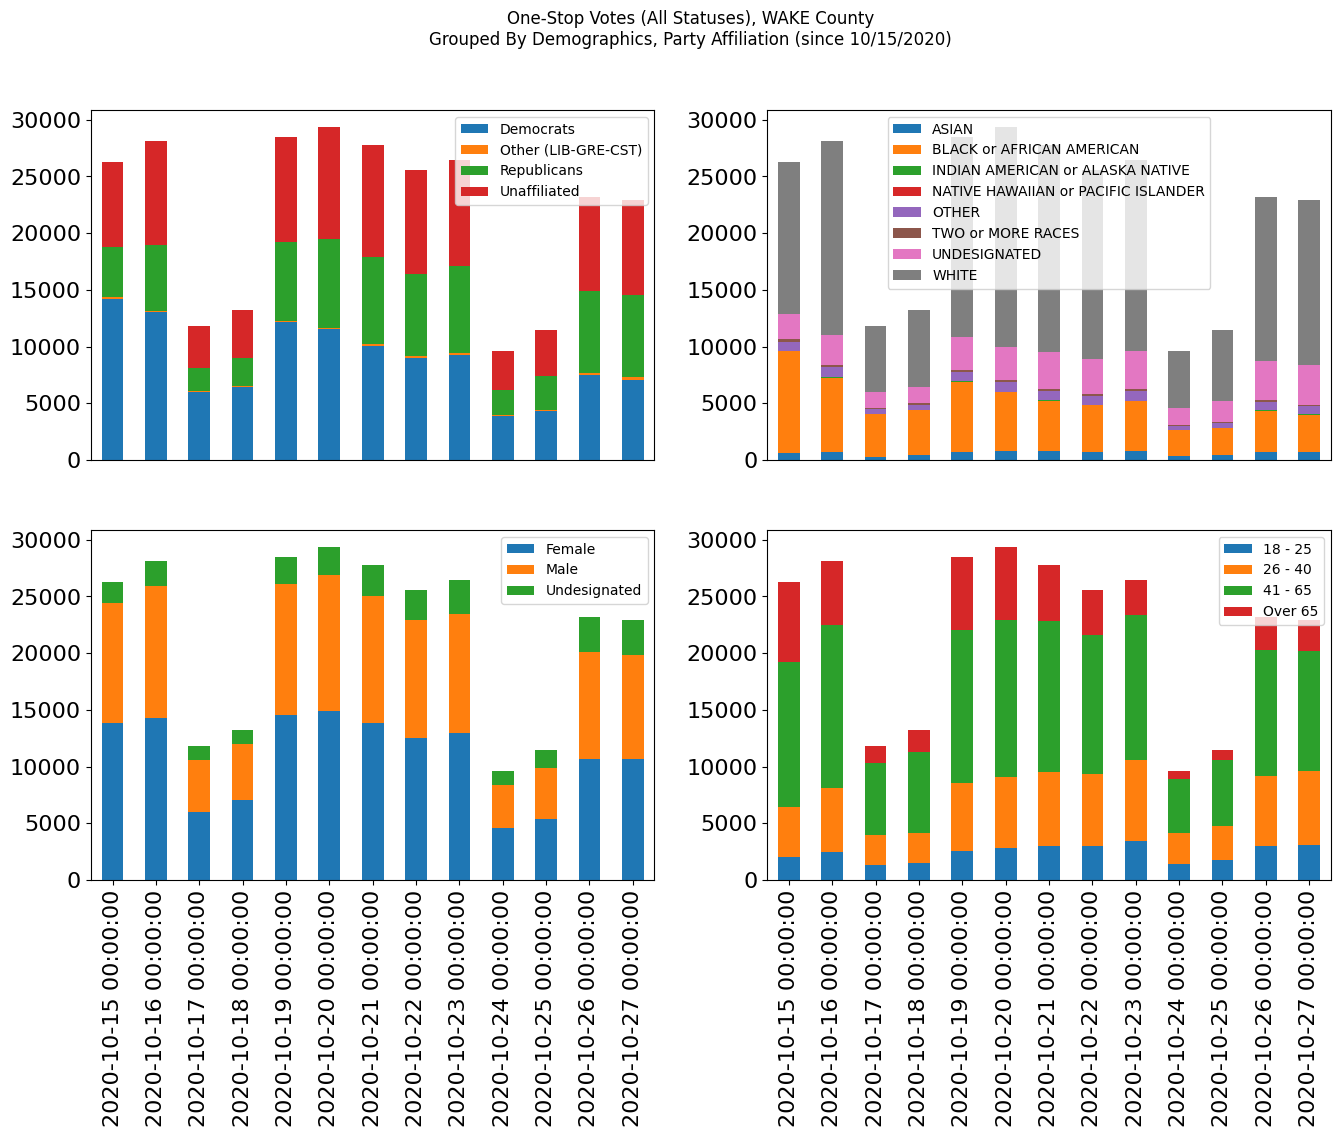 One-Stop Votes (All Statuses), WAKE County
Grouped By Demographics, Party Affiliation (since 10/15/2020)
30000
25000
20000
15000
10000
5000
0
Democrats
Other (LIB-GRE-CST)
Republicans
Unaffiliated
30000
25000
20000
15000
10000
5000
0
ASIAN
BLACK or AFRICAN AMERICAN
INDIAN AMERICAN or ALASKA NATIVE
NATIVE HAWAIIAN or PACIFIC ISLANDER
OTHER
TWO or MORE RACES
UNDESIGNATED
WHITE
30000
25000
20000
15000
10000
5000
0
Female
Male
Undesignated
2020-10-15 00:00:00
2020-10-16 00:00:00
2020-10-17 00:00:00
2020-10-18 00:00:00
2020-10-19 00:00:00
2020-10-20 00:00:00
2020-10-21 00:00:00
2020-10-22 00:00:00
2020-10-23 00:00:00
2020-10-24 00:00:00
2020-10-25 00:00:00
2020-10-26 00:00:00
2020-10-27 00:00:00
30000
25000
20000
15000
10000
5000
0
18 - 25
26 - 40
41 - 65
Over 65
2020-10-15 00:00:00
2020-10-16 00:00:00
2020-10-17 00:00:00
2020-10-18 00:00:00
2020-10-19 00:00:00
2020-10-20 00:00:00
2020-10-21 00:00:00
2020-10-22 00:00:00
2020-10-23 00:00:00
2020-10-24 00:00:00
2020-10-25 00:00:00
2020-10-26 00:00:00
2020-10-27 00:00:00